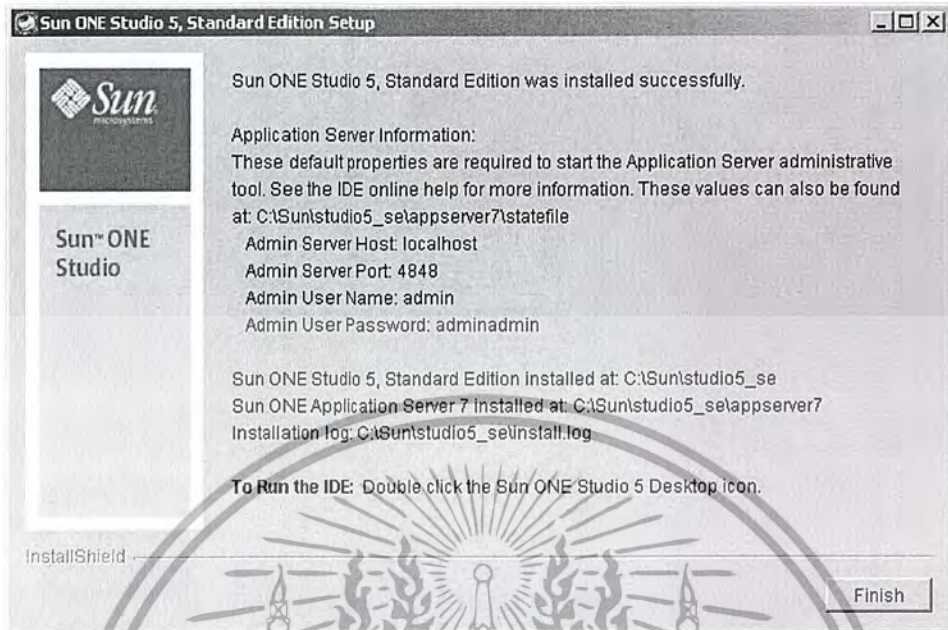 Sun ONE Studio 5, Standard Edition Setup
Sun
microsystems
Sun™ ONE
Studio
Sun ONE Studio 5, Standard Edition was installed successfully.
Application Server Information:
These default properties are required to start the Application Server administrative
tool. See the IDE online help for more information. These values can also be found
at: C:\Sun\studio5_se\appserver7\statefile
Admin Server Host: localhost
Admin Server Port: 4848
Admin User Name: admin
Admin User Password: adminadmin
Sun ONE Studio 5, Standard Edition installed at: C:\Sun\studio5_se
Sun ONE Application Server 7 installed at: C:\Sun\studio5_se\appserver7
Installation log: C:\Sun\studio5_se\install.log
To Run the IDE: Double click the Sun ONE Studio 5 Desktop icon.
InstallShield
Finish